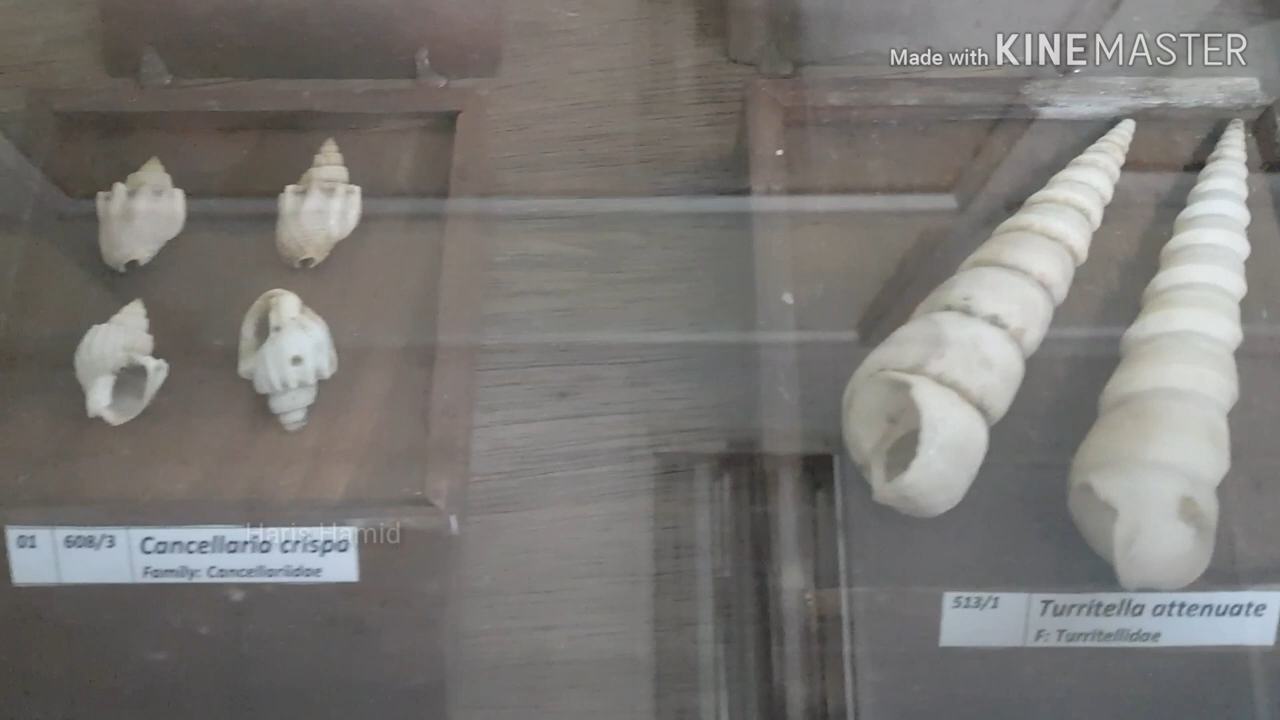 Made with KINEMASTER
Haris Hamid
01 608/3 Cancellaria crispa
Family: Cancellariidae
513/1 Turritella attenuate
F: Turritellidae